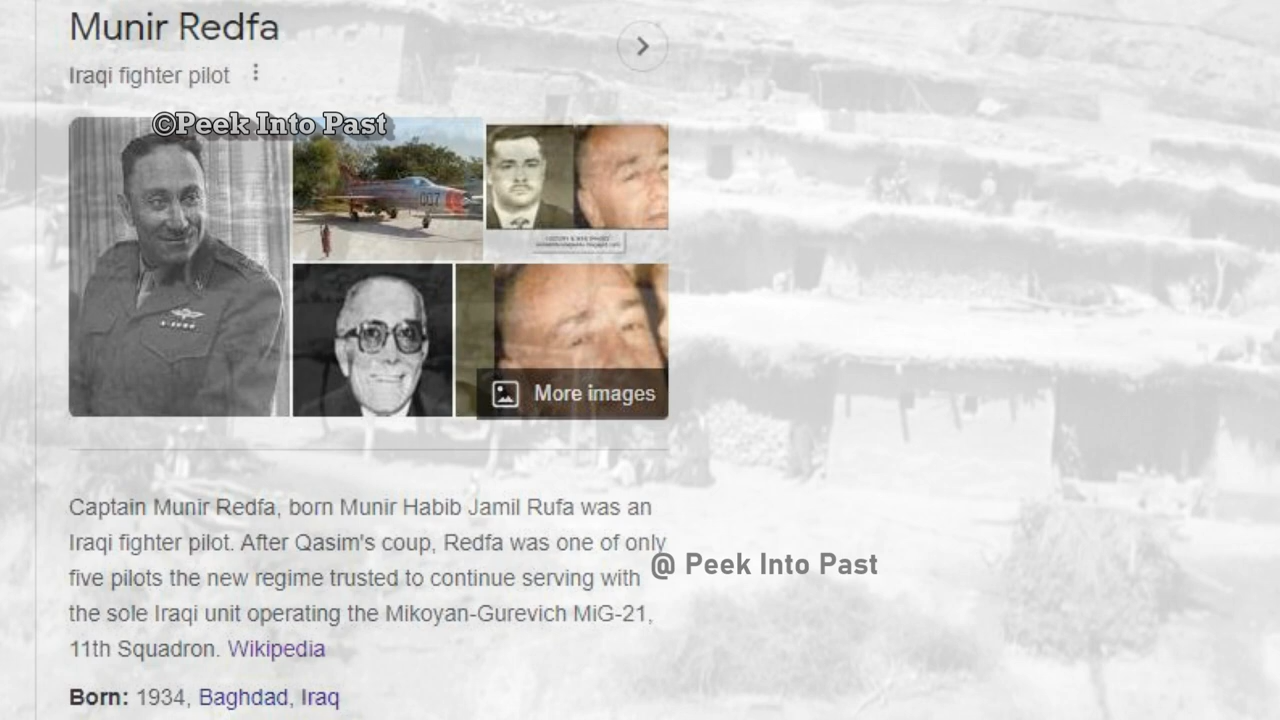 Munir Redfa
Iraqi fighter pilot
©Peek Into Past
007
More images
Captain Munir Redfa, born Munir Habib Jamil Rufa was an
Iraqi fighter pilot. After Qasim's coup, Redfa was one of only
five pilots the new regime trusted to continue serving with
the sole Iraqi unit operating the Mikoyan-Gurevich MiG-21,
11th Squadron. Wikipedia
@ Peek Into Past
Born: 1934, Baghdad, Iraq